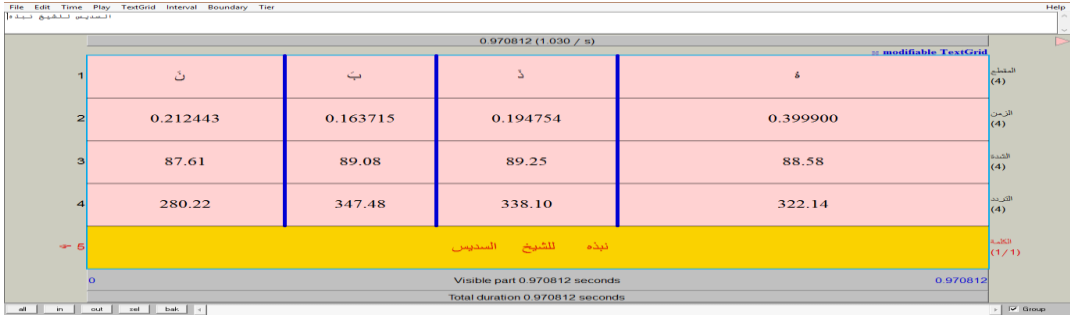 File Edit Time Play TextGrid Interval Boundary Tier Help
السديس للشيخ نبذه
0.970812 (1.030 / s)
modifiable TextGrid
1 نَ بَ ذَ هُ المقطع (4)
2 0.212443 0.163715 0.194754 0.399900 الزمن (4)
3 87.61 89.08 89.25 88.58 الشدة (4)
4 280.22 347.48 338.10 322.14 التردد (4)
5 نبذه للشيخ السديس الكلمة (1/1)
0 Visible part 0.970812 seconds 0.970812
Total duration 0.970812 seconds
all in out sel bak Group